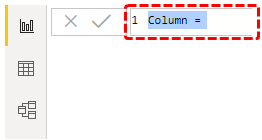 1 Column =